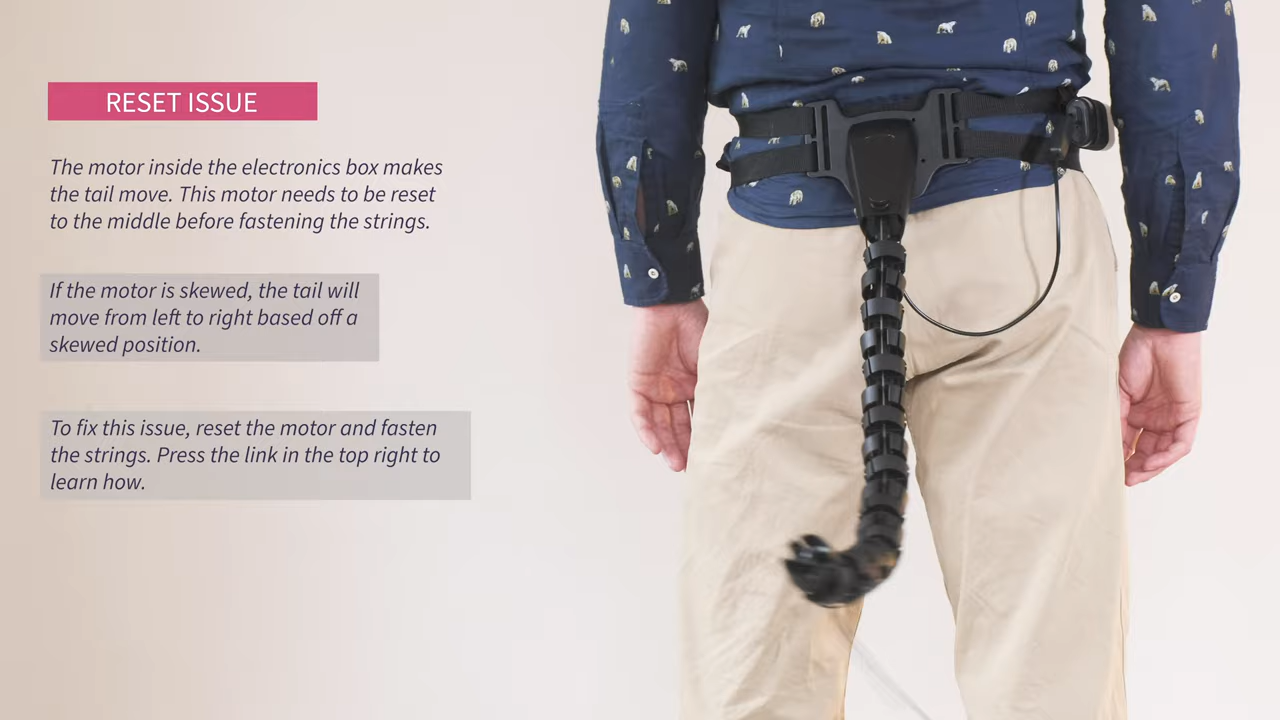 RESET ISSUE
The motor inside the electronics box makes
the tail move. This motor needs to be reset
to the middle before fastening the strings.
If the motor is skewed, the tail will
move from left to right based off a
skewed position.
To fix this issue, reset the motor and fasten
the strings. Press the link in the top right to
learn how.